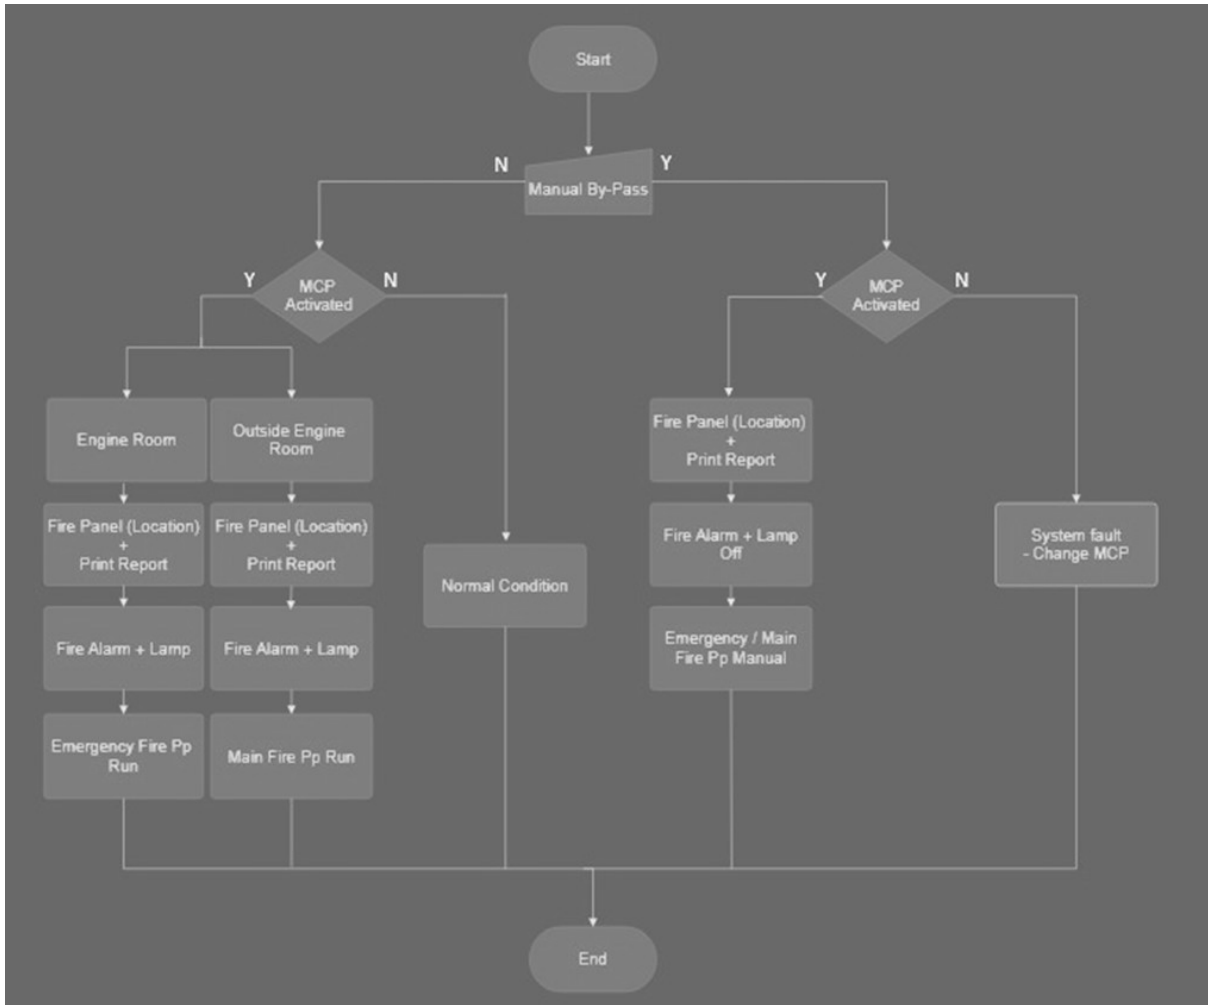 Start
N
Y
Manual By-Pass
Y
MCP
Activated
N
Y
MCP
Activated
N
Engine Room
Outside Engine
Room
Fire Panel (Location)
+
Print Report
Fire Panel (Location)
+
Print Report
Fire Alarm + Lamp
Fire Alarm + Lamp
Emergency Fire Pp
Run
Main Fire Pp Run
Normal Condition
Fire Panel (Location)
+
Print Report
Fire Alarm + Lamp
Off
Emergency / Main
Fire Pp Manual
System fault
- Change MCP
End